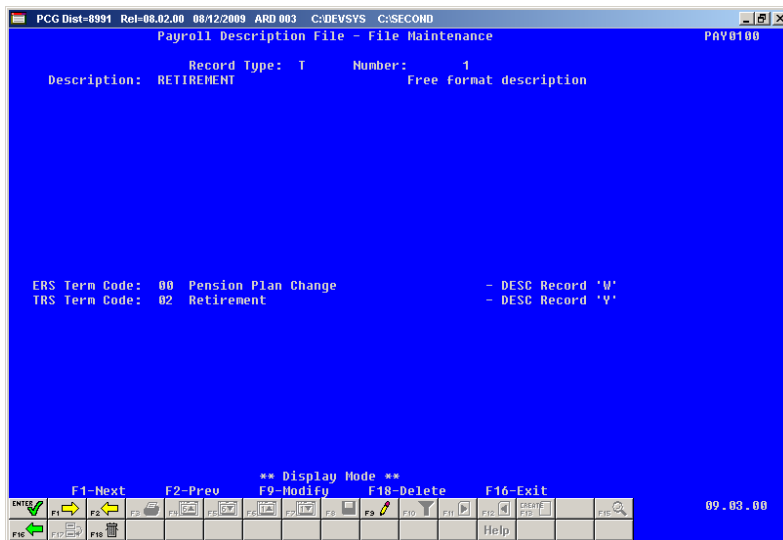 PCG Dist=8991 Rel=08.02.00 08/12/2009 ARD 003 C:\DEVSYS C:\SECOND
Payroll Description File - File Maintenance PAY0100
Record Type: T Number: 1
Description: RETIREMENT Free format description
ERS Term Code: 00 Pension Plan Change - DESC Record 'W'
TRS Term Code: 02 Retirement - DESC Record 'Y'
** Display Mode **
F1-Next F2-Prev F9-Modify F18-Delete F16-Exit
ENTER F1 F2 F3 F4 F5 F6 F7 F8 F9 F10 F11 F12 CREATE F13 F15 09.03.00
F16 F17 F18 Help